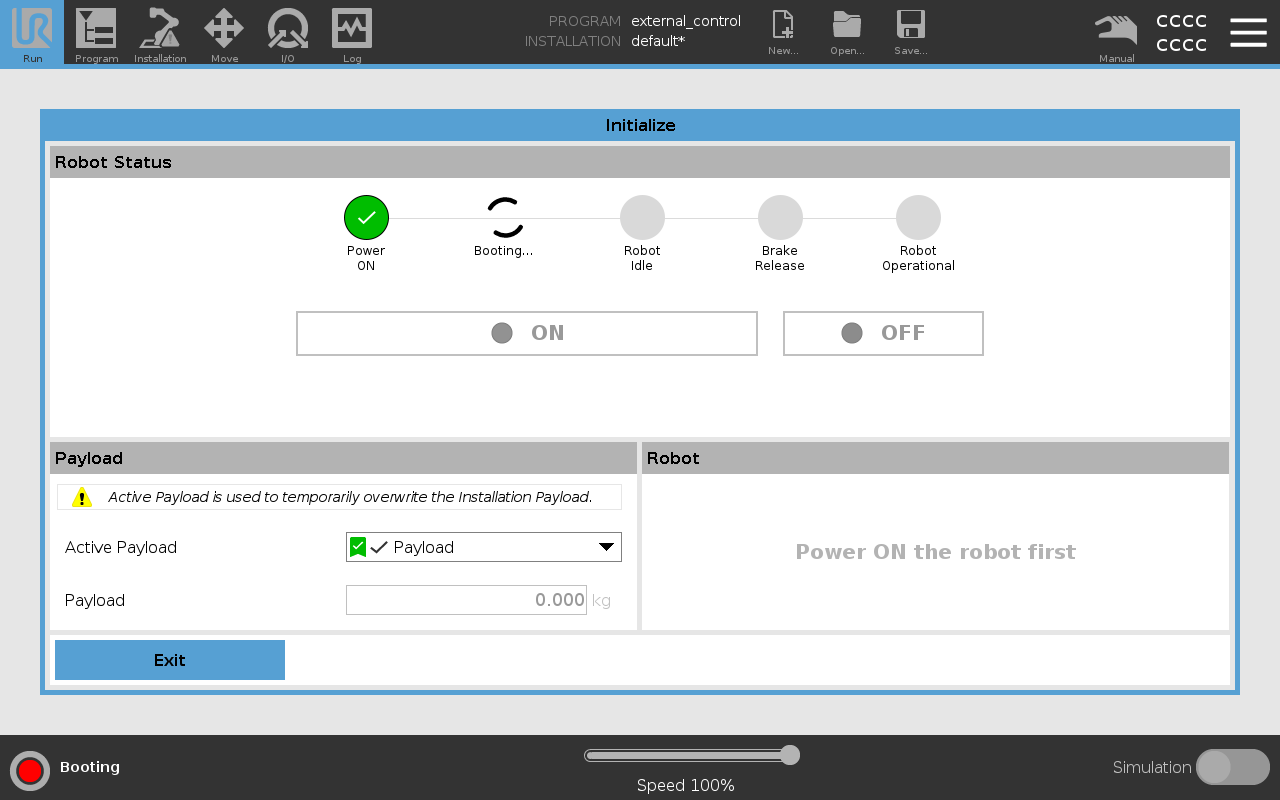 PROGRAM external_control
INSTALLATION default*
CCCC
CCCC
Run Program Installation Move I/O Log New... Open... Save... Manual
Initialize
Robot Status
Power ON
Booting...
Robot Idle
Brake Release
Robot Operational
ON OFF
Payload
Robot
Active Payload is used to temporarily overwrite the Installation Payload.
Active Payload Payload
Power ON the robot first
Payload 0.000 kg
Exit
Booting
Speed 100%
Simulation